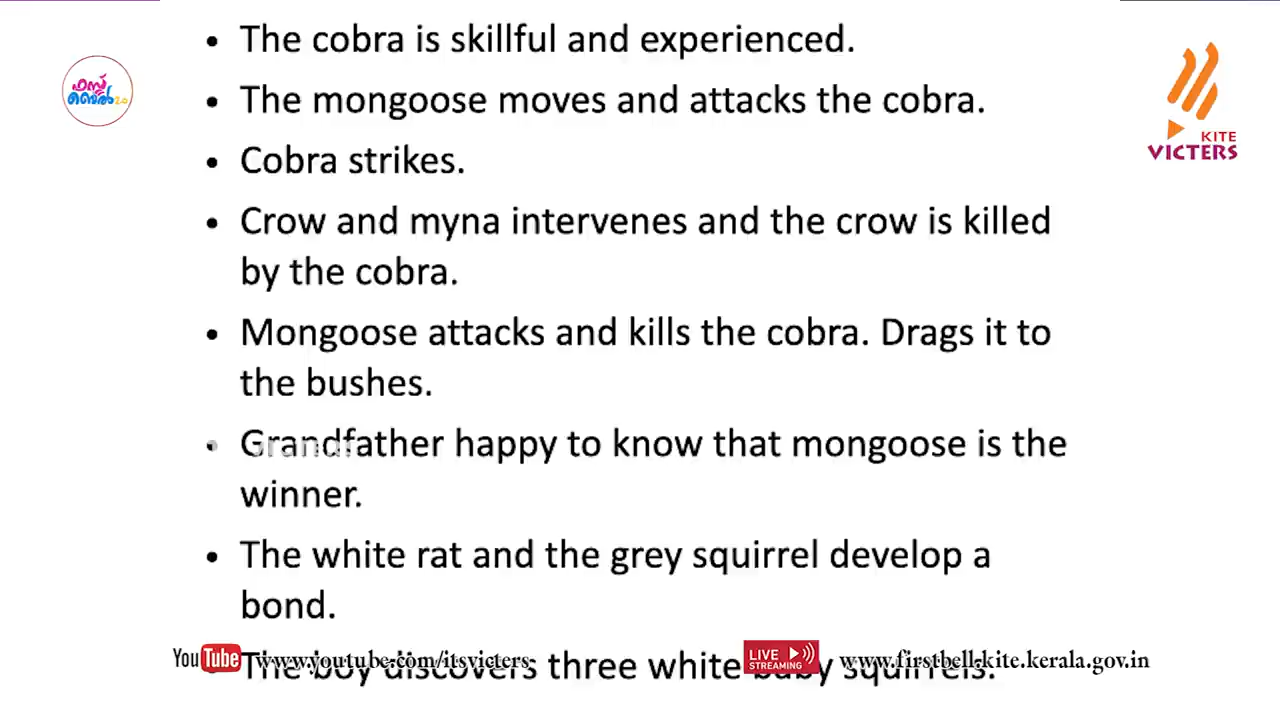 The cobra is skillful and experienced.
ഫസ്റ്റ്
ബെൽ 2.0
The mongoose moves and attacks the cobra.
KITE
VICTERS
Cobra strikes.
Crow and myna intervenes and the crow is killed
by the cobra.
Mongoose attacks and kills the cobra. Drags it to
the bushes.
Grandfather happy to know that mongoose is the
winner.
The white rat and the grey squirrel develop a
bond.
The boy discovers three white baby squirrels.
YouTube www.youtube.com/itsvicters
LIVE STREAMING www.firstbell.kite.kerala.gov.in